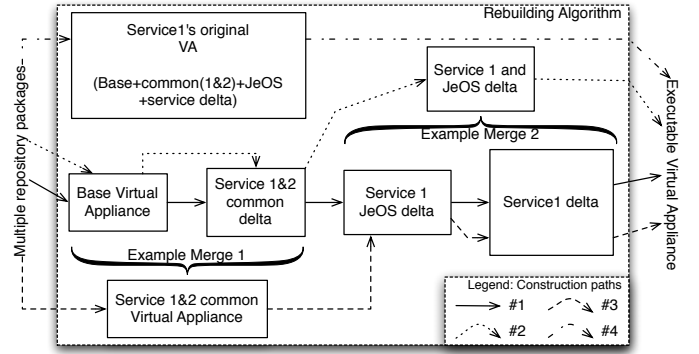 Rebuilding Algorithm
Service1's original
VA
(Base+common(1&2)+JeOS
+service delta)
Service 1 and
JeOS delta
Multiple repository packages
Executable Virtual Appliance
Example Merge 2
Base Virtual
Appliance
Service 1&2
common
delta
Service 1
JeOS delta
Service1 delta
Example Merge 1
Service 1&2 common
Virtual Appliance
Legend: Construction paths
#1
#3
#2
#4